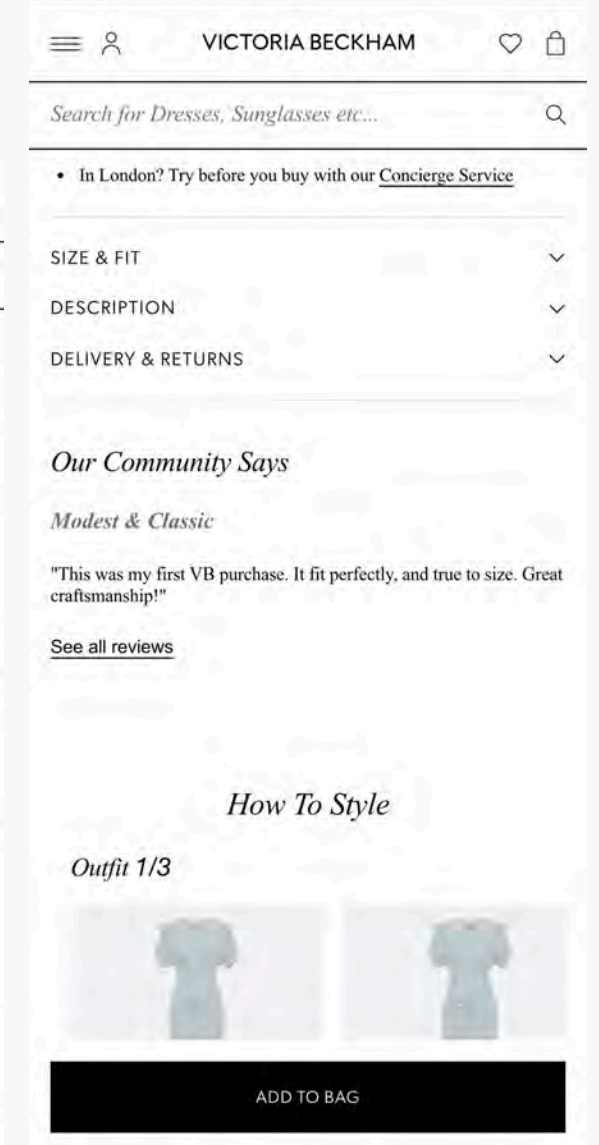 VICTORIA BECKHAM
Search for Dresses, Sunglasses etc...
• In London? Try before you buy with our Concierge Service
SIZE & FIT
DESCRIPTION
DELIVERY & RETURNS
Our Community Says
Modest & Classic
"This was my first VB purchase. It fit perfectly, and true to size. Great
craftsmanship!"
See all reviews
How To Style
Outfit 1/3
ADD TO BAG